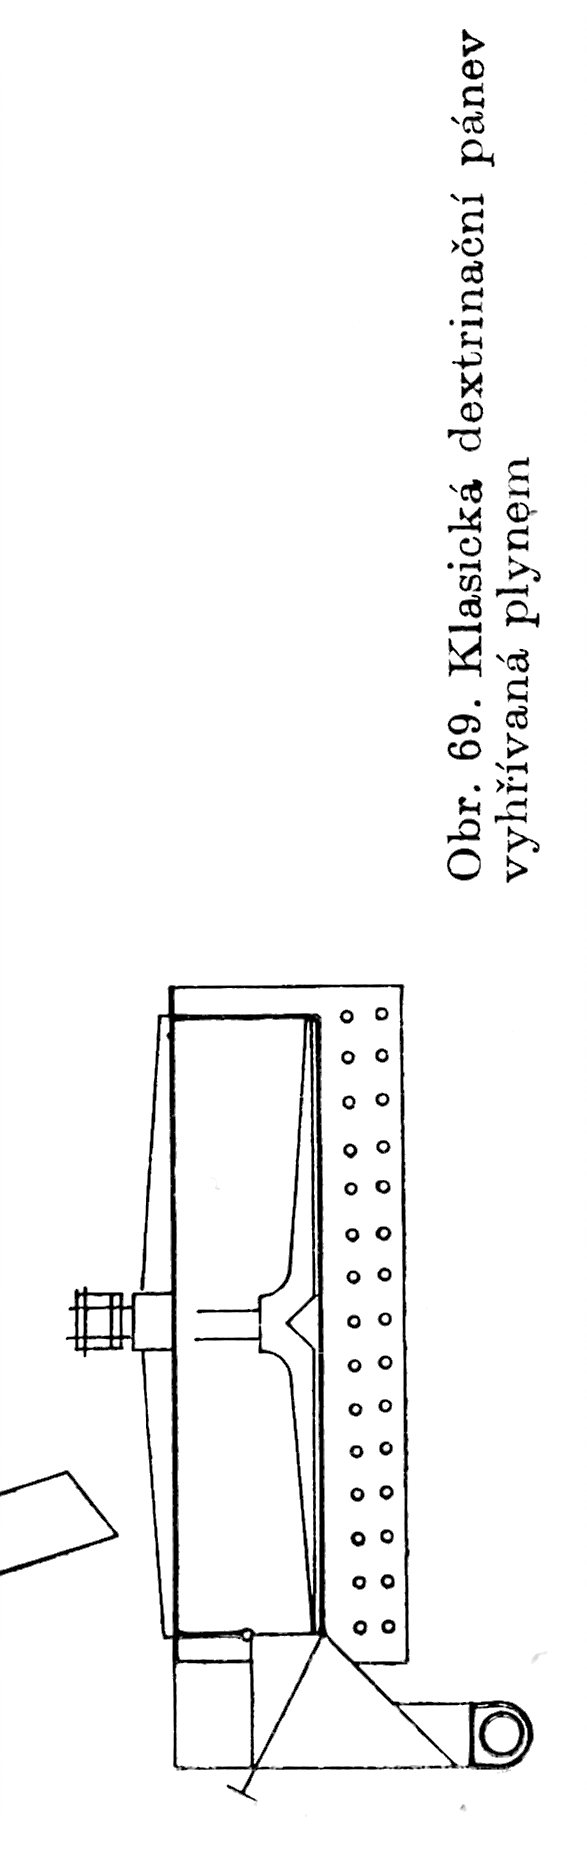 Obr. 69. Klasická dextrinační pánev
vyhřívaná plynem